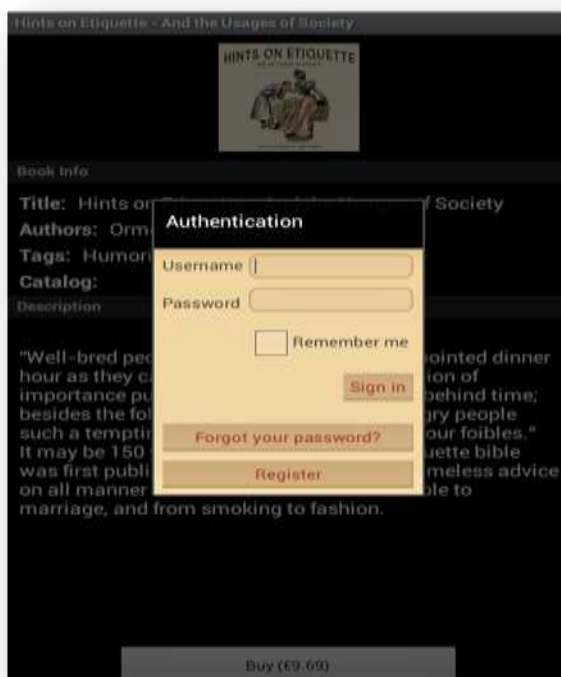 Hints on Etiquette - And the Usages of Society
HINTS ON ETIQUETTE
Book Info
Title: Hints on of Society
Authors: Orm
Tags: Humor
Catalog:
Description
"Well-bred peo ointed dinner
hour as they c ion of
importance pu behind time;
besides the fol gry people
such a tempti our foibles."
It may be 150 uette bible
was first publi meless advice
on all manner ple to
marriage, and from smoking to fashion.
Authentication
Username
Password
Remember me
Sign in
Forgot your password?
Register
Buy (€9.69)